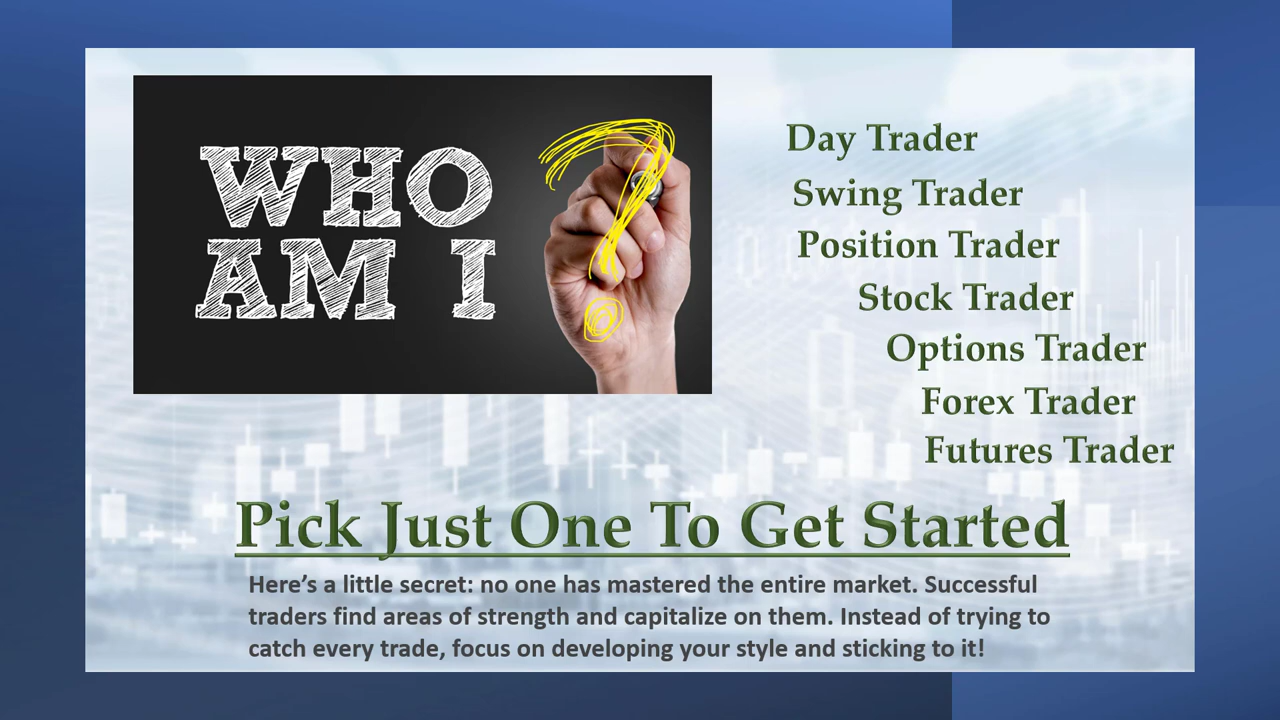 WHO
AM I ?
Day Trader
Swing Trader
Position Trader
Stock Trader
Options Trader
Forex Trader
Futures Trader
Pick Just One To Get Started
Here’s a little secret: no one has mastered the entire market. Successful
traders find areas of strength and capitalize on them. Instead of trying to
catch every trade, focus on developing your style and sticking to it!